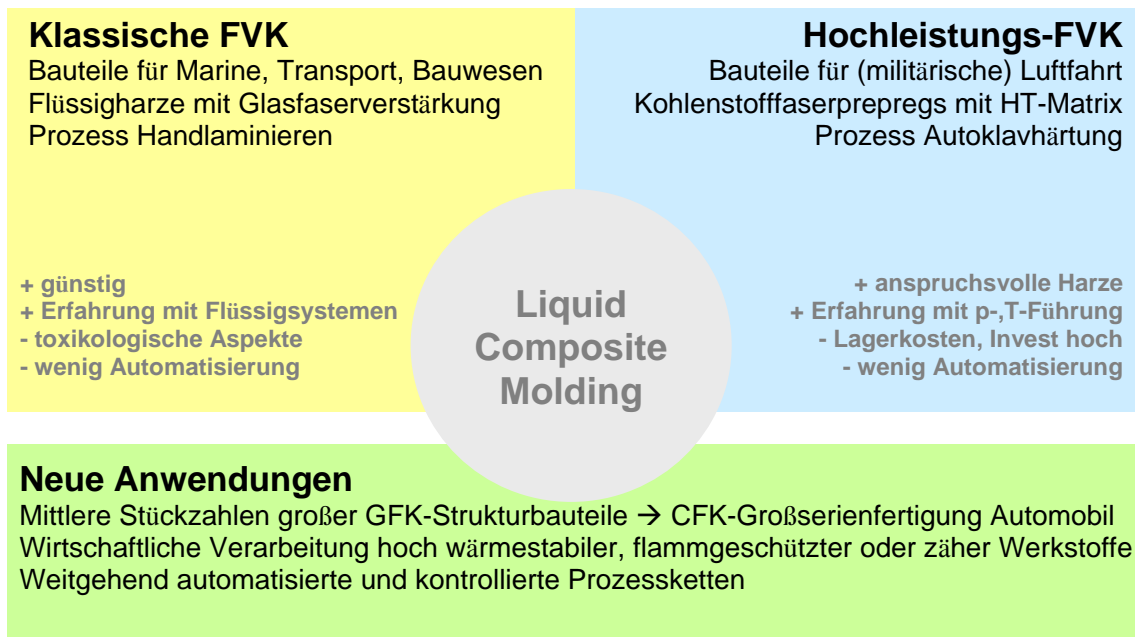 Klassische FVK
Bauteile für Marine, Transport, Bauwesen
Flüssigharze mit Glasfaserverstärkung
Prozess Handlaminieren
+ günstig
+ Erfahrung mit Flüssigsystemen
- toxikologische Aspekte
- wenig Automatisierung
Hochleistungs-FVK
Bauteile für (militärische) Luftfahrt
Kohlenstofffaserprepregs mit HT-Matrix
Prozess Autoklavhärtung
+ anspruchsvolle Harze
+ Erfahrung mit p-,T-Führung
- Lagerkosten, Invest hoch
- wenig Automatisierung
Liquid
Composite
Molding
Neue Anwendungen
Mittlere Stückzahlen großer GFK-Strukturbauteile → CFK-Großserienfertigung Automobil
Wirtschaftliche Verarbeitung hoch wärmestabiler, flammgeschützter oder zäher Werkstoffe
Weitgehend automatisierte und kontrollierte Prozessketten